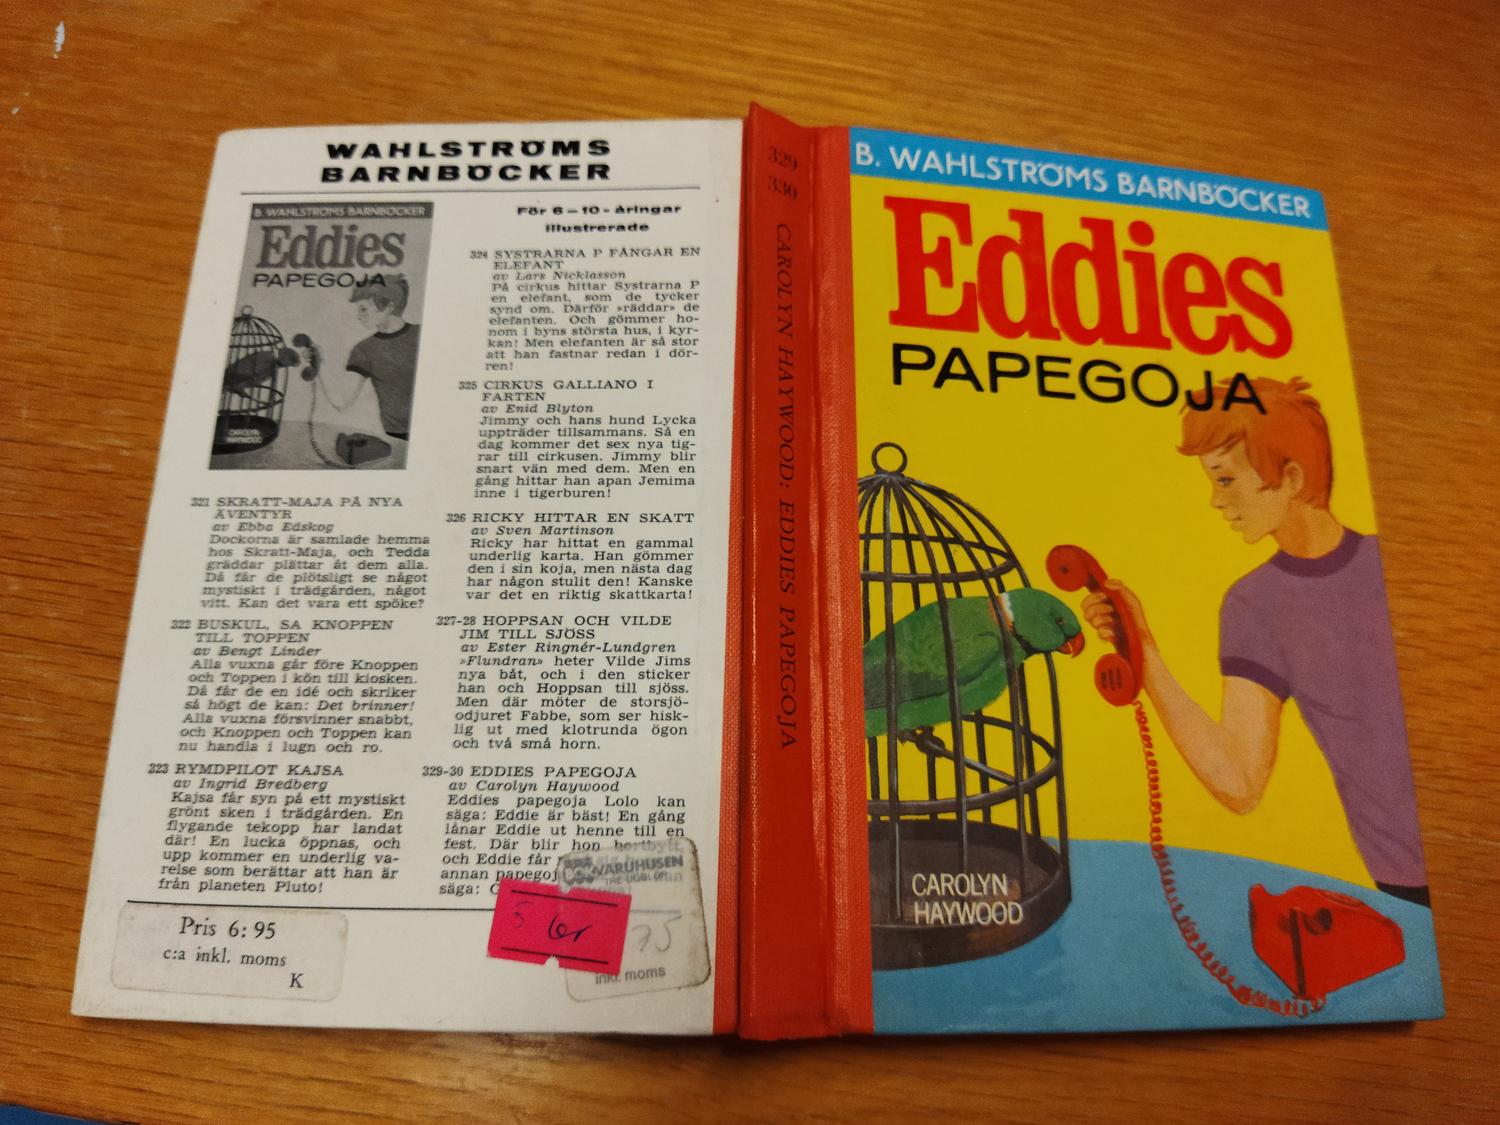 WAHLSTRÖMS
BARNBÖCKER
B. WAHLSTRÖMS BARNBÖCKER
Eddies
PAPEGOJA
CAROLYN
HAYWOOD
321 SKRATT-MAJA PÅ NYA
ÄVENTYR
av Ebba Edskog
Dockorna är samlade hemma
hos Skratt-Maja, och Tedda
gräddar plättar åt dem alla.
Då får de plötsligt se något
mystiskt i trädgården, något
vitt. Kan det vara ett spöke?
322 BUSKUL, SA KNOPPEN
TILL TOPPEN
av Bengt Linder
Alla vuxna går före Knoppen
och Toppen i kön till kiosken.
Då får de en idé och skriker
så högt de kan: Det brinner!
Alla vuxna försvinner snabbt,
och Knoppen och Toppen kan
nu handla i lugn och ro.
323 RYMDPILOT KAJSA
av Ingrid Bredberg
Kajsa får syn på ett mystiskt
grönt sken i trädgården. En
flygande tekopp har landat
där! En lucka öppnas, och
upp kommer en underlig va-
relse som berättar att han är
från planeten Pluto!
För 6-10-åringar
illustrerade
324 SYSTRARNA P FÅNGAR EN
ELEFANT
av Lars Nicklasson
På cirkus hittar Systrarna P
en elefant, som de tycker
synd om. Därför »räddar» de
elefanten. Och gömmer ho-
nom i byns största hus, i kyr-
kan! Men elefanten är så stor
att han fastnar redan i dör-
ren!
325 CIRKUS GALLIANO I
FARTEN
av Enid Blyton
Jimmy och hans hund Lycka
uppträder tillsammans. Så en
dag kommer det sex nya tig-
rar till cirkusen. Jimmy blir
snart vän med dem. Men en
gång hittar han apan Jemima
inne i tigerburen!
326 RICKY HITTAR EN SKATT
av Sven Martinson
Ricky har hittat en gammal
underlig karta. Han gömmer
den i sin koja, men nästa dag
har någon stulit den! Kanske
var det en riktig skattkarta!
327-28 HOPPSAN OCH VILDE
JIM TILL SJÖSS
av Ester Ringnér-Lundgren
»Flundran» heter Vilde Jims
nya båt, och i den sticker
han och Hoppsan till sjöss.
Men där möter de storsjö-
odjuret Fabbe, som ser hisk-
lig ut med klotrunda ögon
och två små horn.
329-30 EDDIES PAPEGOJA
av Carolyn Haywood
Eddies papegoja Lolo kan
säga: Eddie är bäst! En gång
lånar Eddie ut henne till en
fest. Där blir hon bortbytt,
och Eddie får
annan papegoj
säga:
VARUHUSEN
75
inkl. moms
6:-
Pris 6: 95
c:a inkl. moms
K
329
330
CAROLYN HAYWOOD: EDDIES PAPEGOJA
B. WAHLSTRÖMS BARNBÖCKER
Eddies
PAPEGOJA
CAROLYN
HAYWOOD